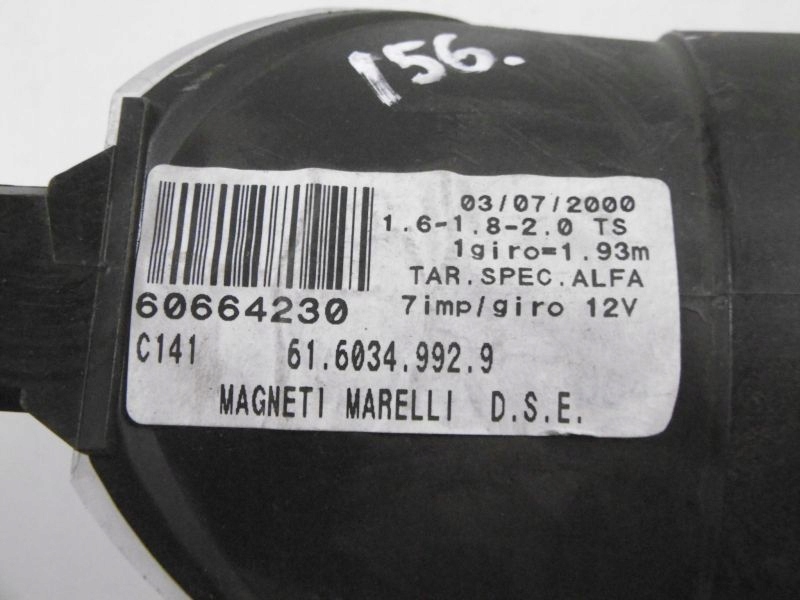 156.
03/07/2000
1.6-1.8-2.0 TS
1giro=1.93m
TAR.SPEC.ALFA
60664230 7imp/giro 12V
C141 61.6034.992.9
MAGNETI MARELLI D.S.E.